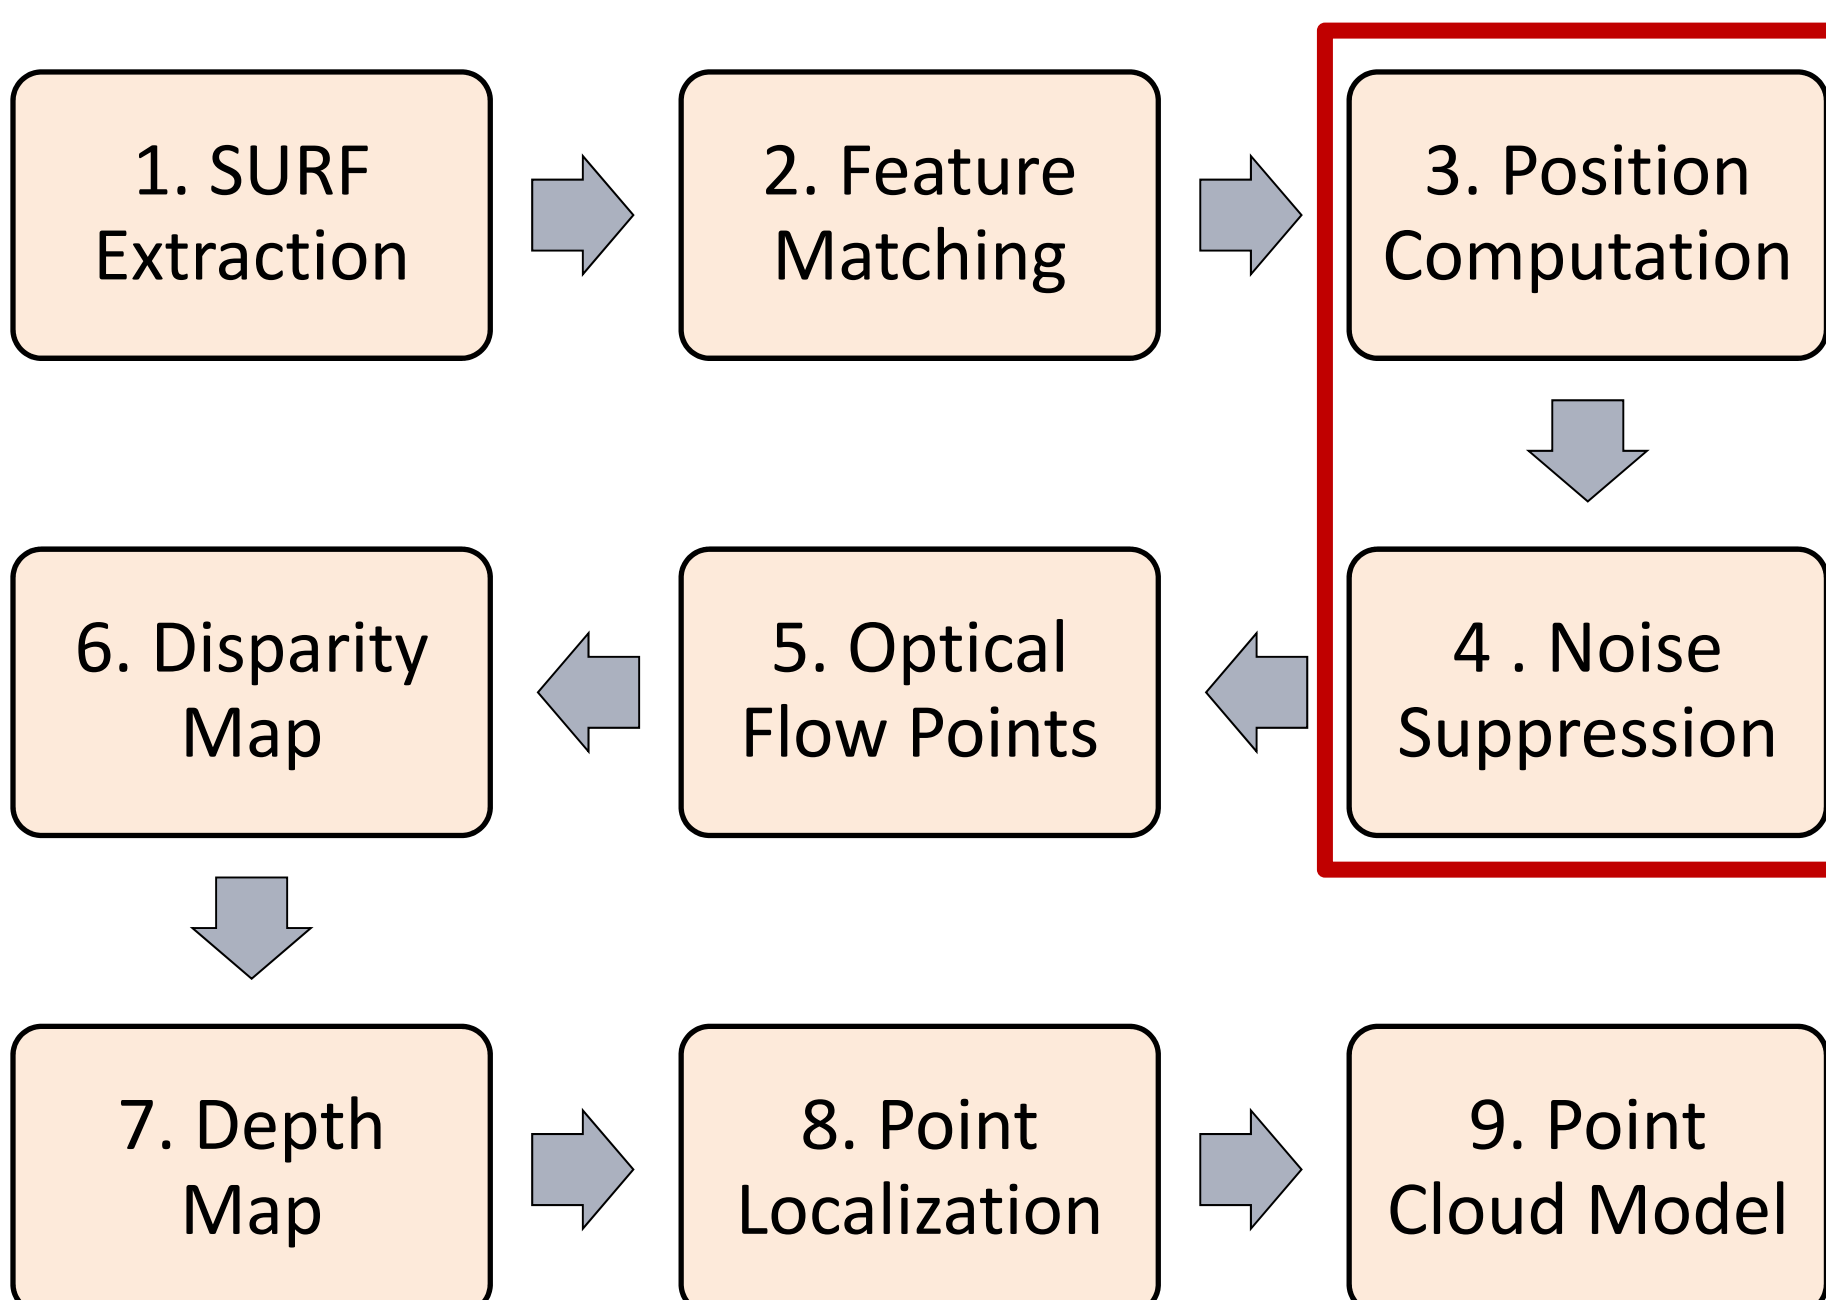 1. SURF
Extraction
2. Feature
Matching
3. Position
Computation
4 . Noise
Suppression
5. Optical
Flow Points
6. Disparity
Map
7. Depth
Map
8. Point
Localization
9. Point
Cloud Model